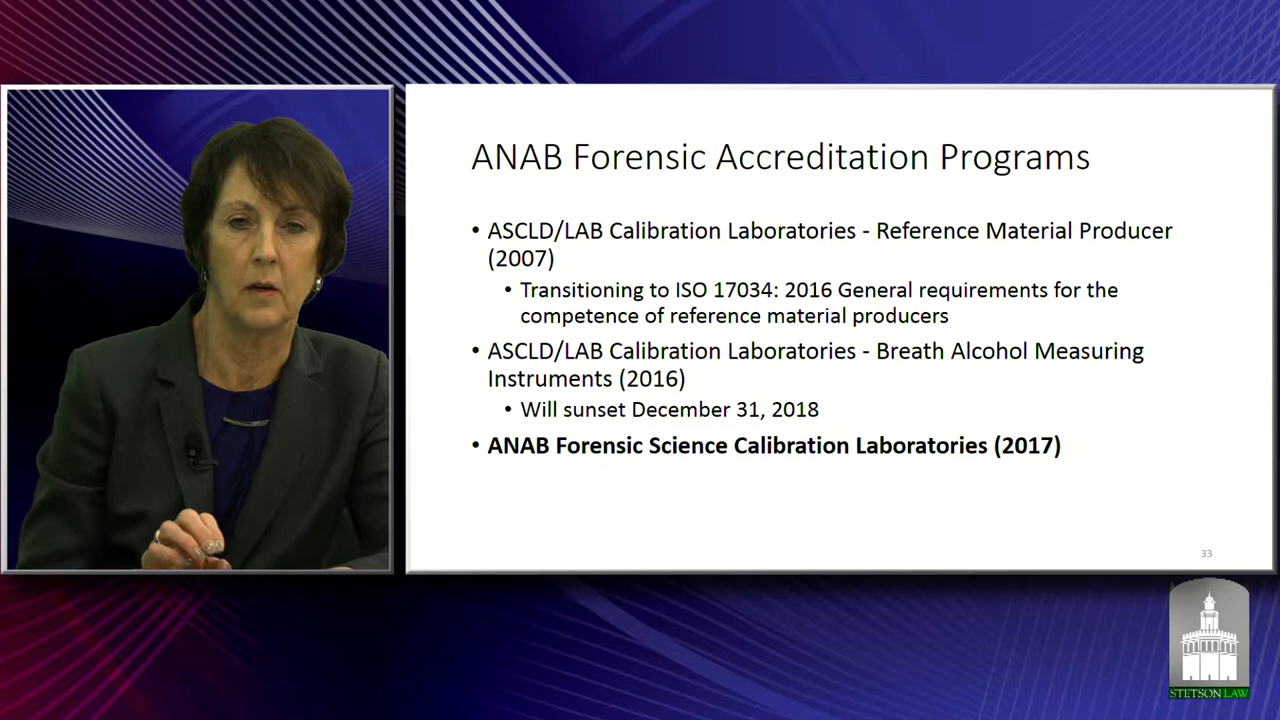 ANAB Forensic Accreditation Programs
• ASCLD/LAB Calibration Laboratories - Reference Material Producer
(2007)
• Transitioning to ISO 17034: 2016 General requirements for the
competence of reference material producers
• ASCLD/LAB Calibration Laboratories - Breath Alcohol Measuring
Instruments (2016)
• Will sunset December 31, 2018
• ANAB Forensic Science Calibration Laboratories (2017)
33
STETSON LAW